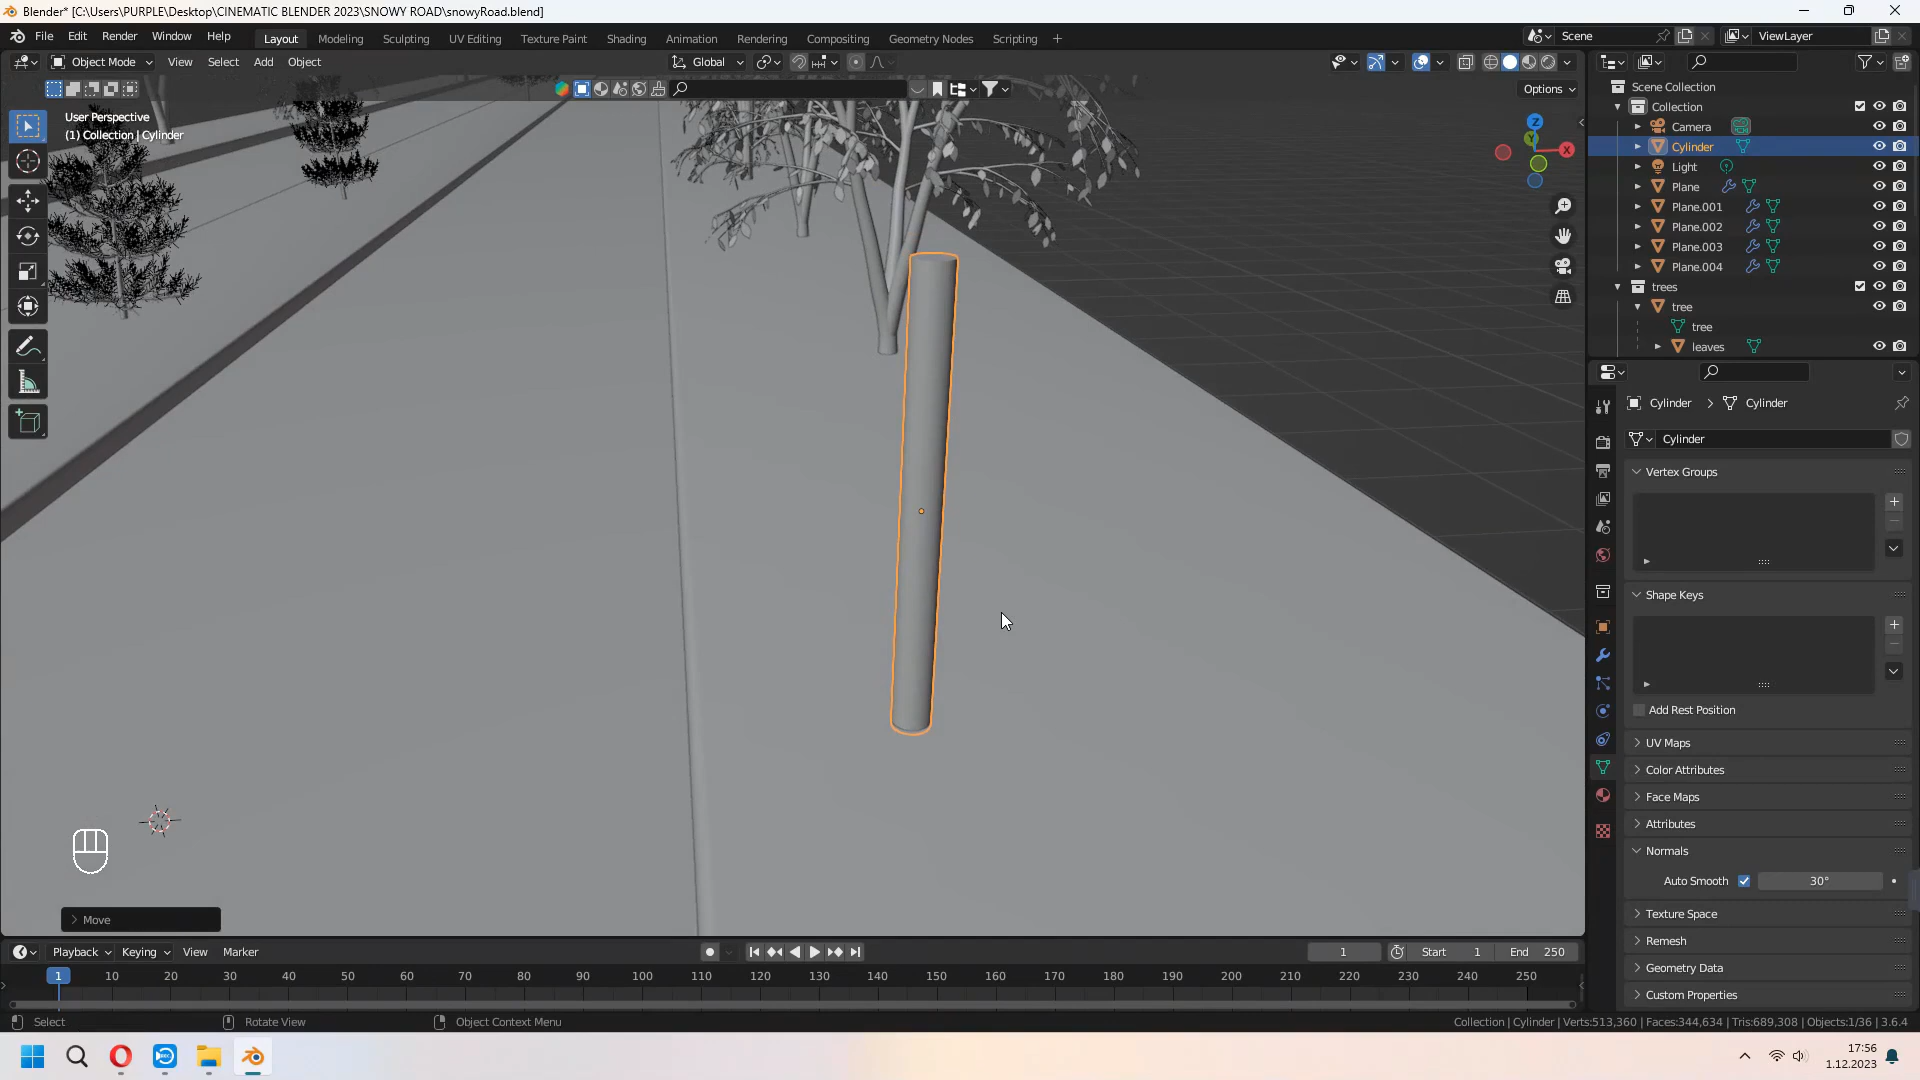 Blender* [C:\Users\PURPLE\Desktop\CINEMATIC BLENDER 2023\SNOWY ROAD\snowyRoad.blend]
File Edit Render Window Help Layout Modeling Sculpting UV Editing Texture Paint Shading Animation Rendering Compositing Geometry Nodes Scripting + Scene ViewLayer
Object Mode View Select Add Object Global
Options
User Perspective
(1) Collection | Cylinder
Z
Y
X
Scene Collection
Collection
Camera
Cylinder
Light
Plane
Plane.001
Plane.002
Plane.003
Plane.004
trees
tree
tree
leaves
Cylinder > Cylinder
Cylinder
Vertex Groups
Shape Keys
Add Rest Position
UV Maps
Color Attributes
Face Maps
Attributes
Normals
Auto Smooth 30°
Texture Space
Remesh
Geometry Data
Custom Properties
> Move
Playback Keying View Marker 1 Start 1 End 250
1 10 20 30 40 50 60 70 80 90 100 110 120 130 140 150 160 170 180 190 200 210 220 230 240 250
Select Rotate View Object Context Menu Collection | Cylinder | Verts:513,360 | Faces:344,634 | Tris:689,308 | Objects:1/36 | 3.6.4
REC
17:56
1.12.2023